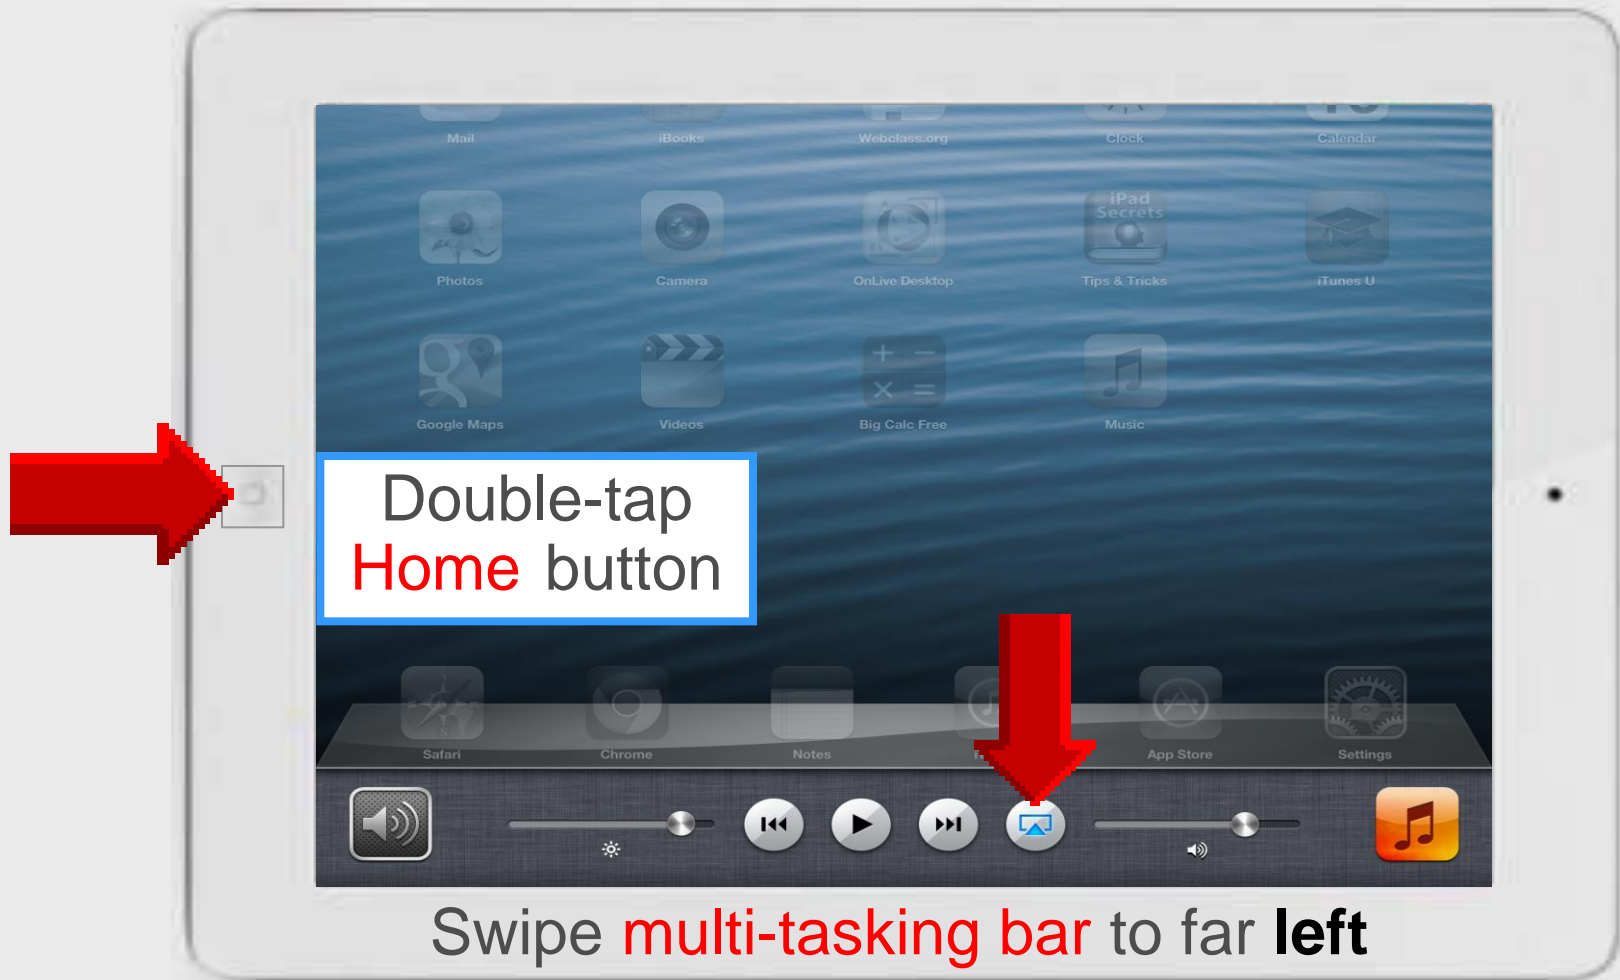 Mail iBooks Webclass.org Clock Calendar
iPad
Secrets
Photos Camera OnLive Desktop Tips & Tricks iTunes U
Google Maps Videos Big Calc Free Music
Double-tap
Home button
Safari Chrome Notes App Store Settings
Swipe multi-tasking bar to far left